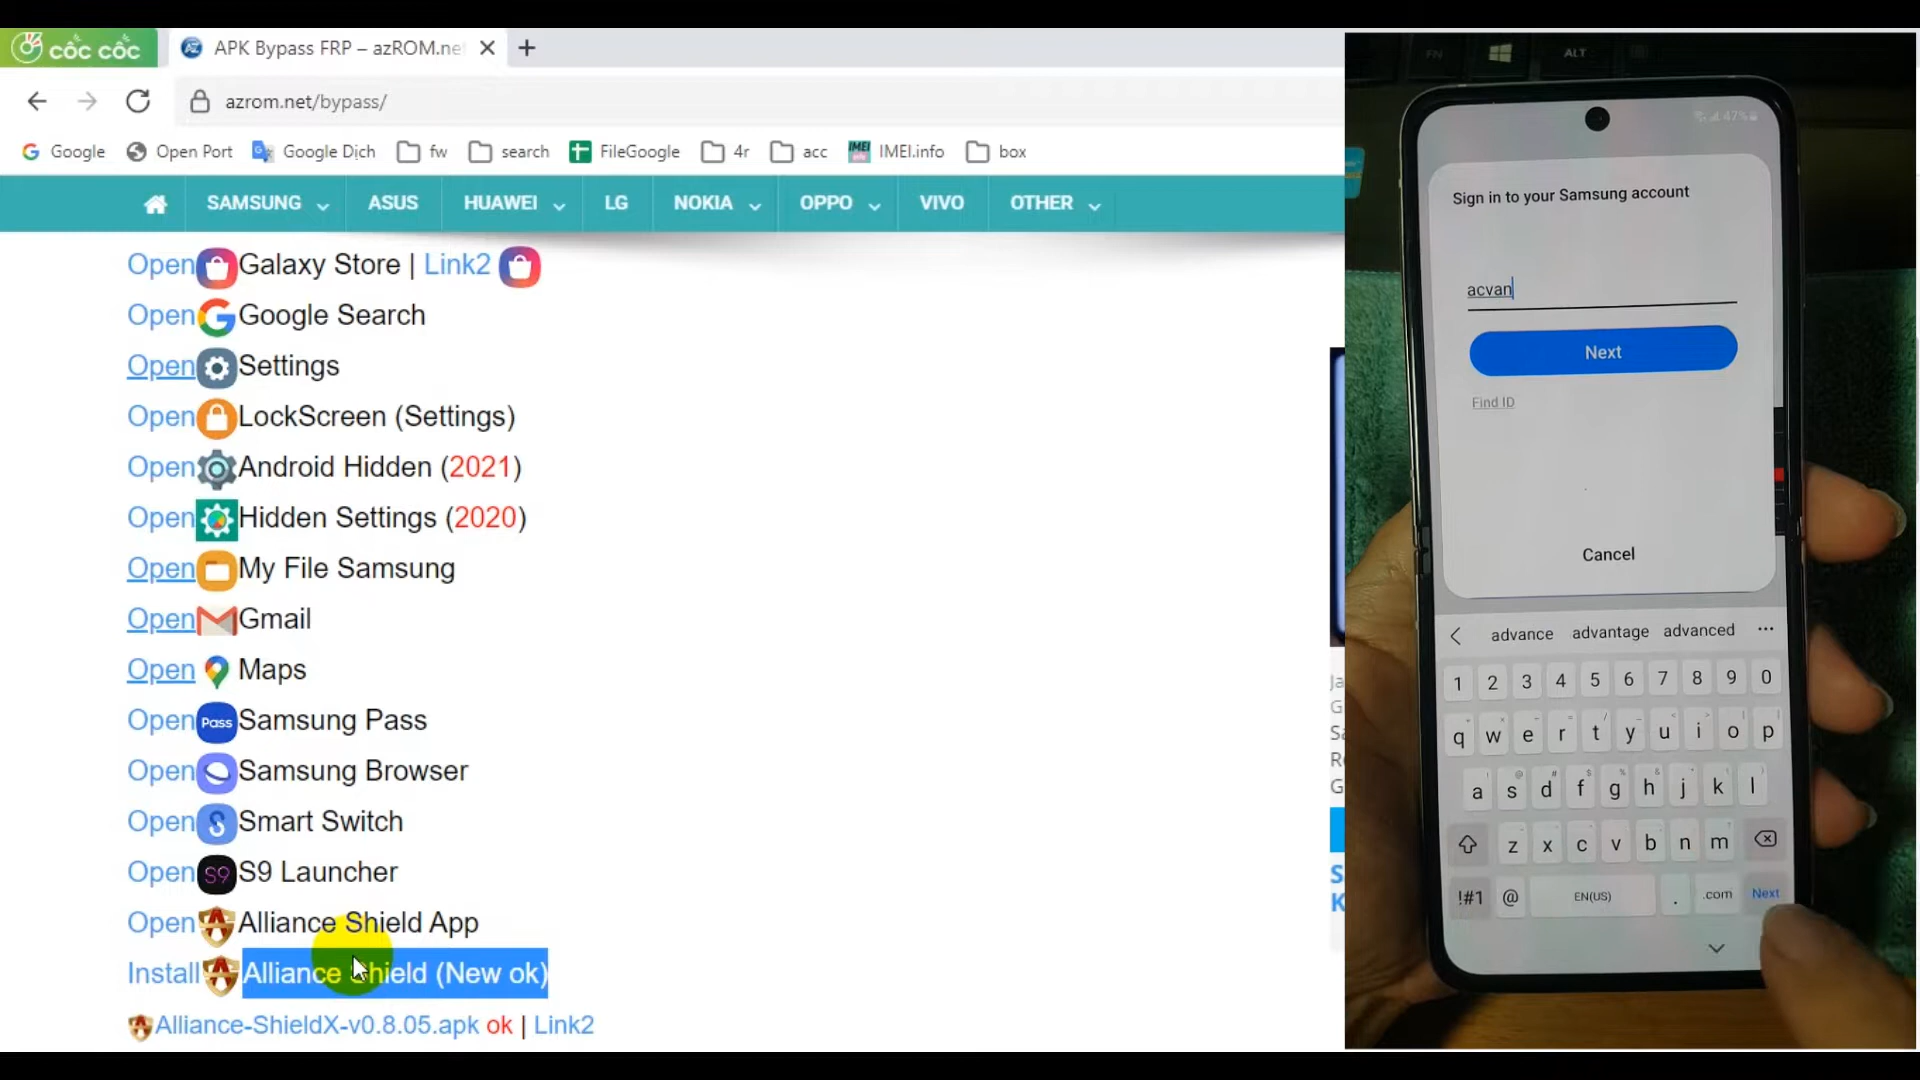 cốc cốc
APK Bypass FRP – azROM.ne
azrom.net/bypass/
Google
Open Port
Google Dịch
fw
search
FileGoogle
4r
acc
IMEI.info
box
SAMSUNG
ASUS
HUAWEI
LG
NOKIA
OPPO
VIVO
OTHER
Open Galaxy Store | Link2
Open Google Search
Open Settings
Open LockScreen (Settings)
Open Android Hidden (2021)
Open Hidden Settings (2020)
Open My File Samsung
Open Gmail
Open Maps
Open Pass Samsung Pass
Open Samsung Browser
Open Smart Switch
Open S9 S9 Launcher
Open Alliance Shield App
Install Alliance Shield (New ok)
Alliance-ShieldX-v0.8.05.apk ok | Link2
FN
ALT
47%
Sign in to your Samsung account
acvan
Next
Find ID
Cancel
advance advantage advanced
1 2 3 4 5 6 7 8 9 0
q w e r t y u i o p
a s d f g h j k l
z x c v b n m
!#1 @ EN(US) . .com Next